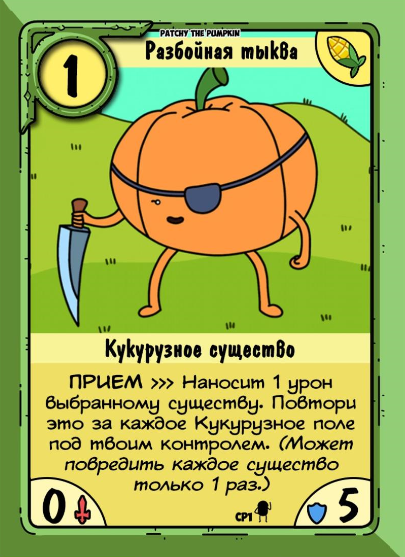 PATCHY THE PUMPKIN
Разбойная тыква
1
Кукурузное существо
ПРИЕМ >>> Наносит 1 урон
выбранному существу. Повтори
это за каждое Кукурузное поле
под твоим контролем. (Может
повредить каждое существо
только 1 раз.)
0
CP1
5